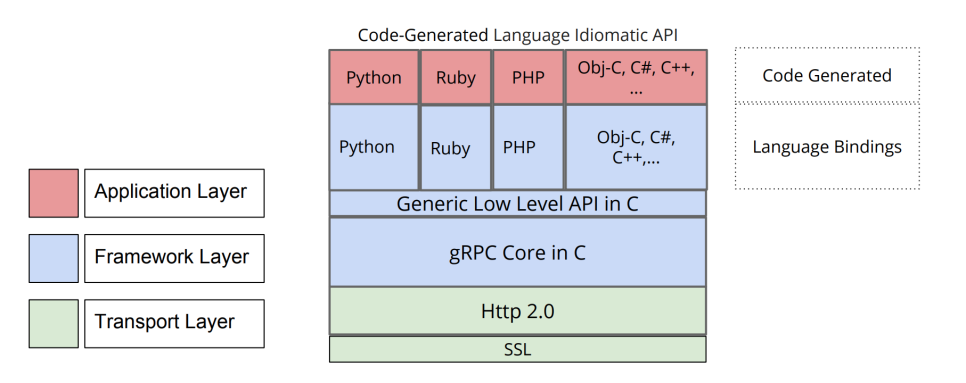 Code-Generated Language Idiomatic API
Python
Ruby
PHP
Obj-C, C#, C++,
...
Code Generated
Python
Ruby
PHP
Obj-C, C#,
C++,...
Language Bindings
Application Layer
Generic Low Level API in C
Framework Layer
gRPC Core in C
Transport Layer
Http 2.0
SSL